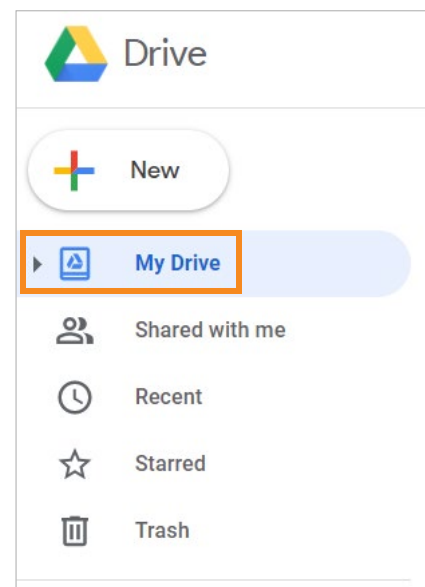 Drive
New
My Drive
Shared with me
Recent
Starred
Trash